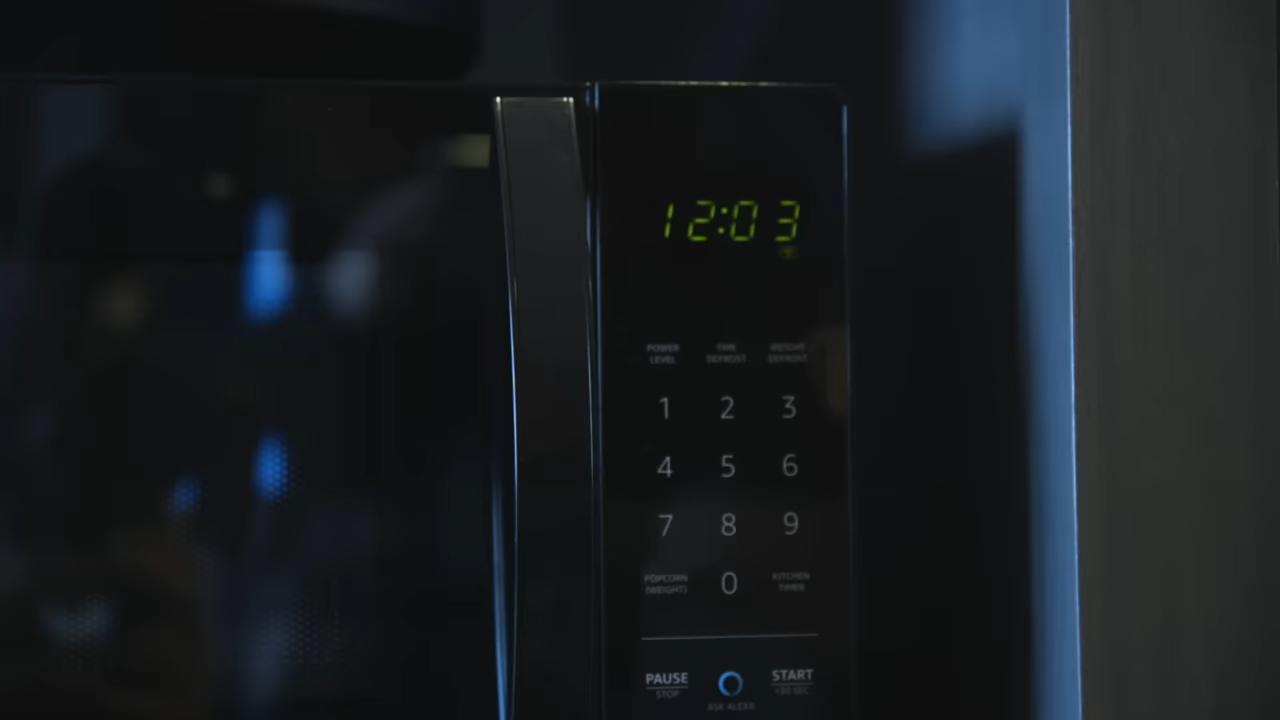 12:03
POWER LEVEL
TIME DEFROST
WEIGHT DEFROST
1 2 3
4 5 6
7 8 9
POPCORN (WEIGHT)
0
KITCHEN TIMER
PAUSE STOP
ASK ALEXA
START +30 SEC